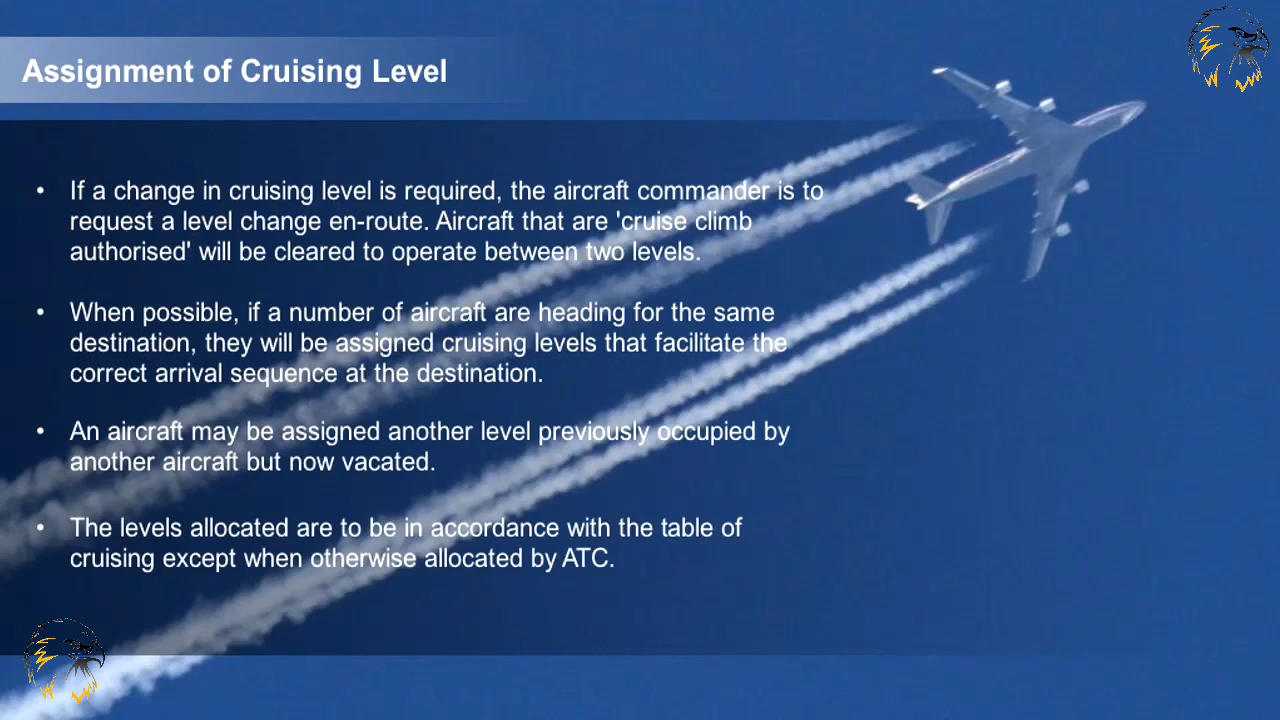 Assignment of Cruising Level
• If a change in cruising level is required, the aircraft commander is to
request a level change en-route. Aircraft that are 'cruise climb
authorised' will be cleared to operate between two levels.
• When possible, if a number of aircraft are heading for the same
destination, they will be assigned cruising levels that facilitate the
correct arrival sequence at the destination.
• An aircraft may be assigned another level previously occupied by
another aircraft but now vacated.
• The levels allocated are to be in accordance with the table of
cruising except when otherwise allocated by ATC.